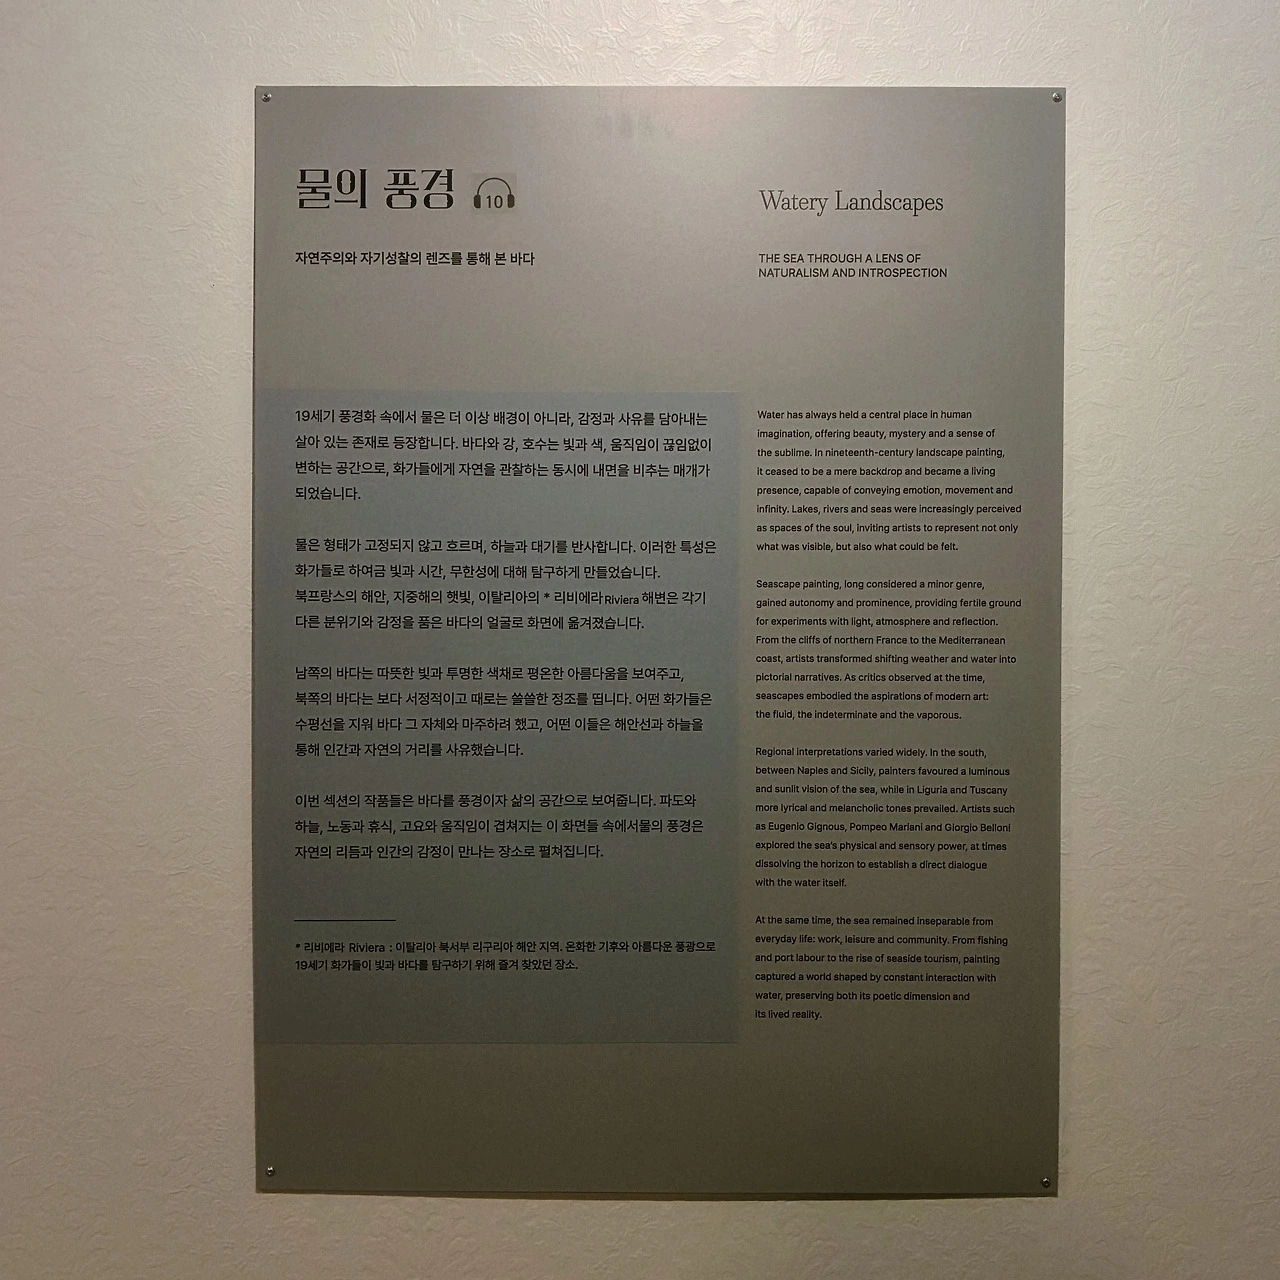 물의 풍경
10
자연주의와 자기성찰의 렌즈를 통해 본 바다
19세기 풍경화 속에서 물은 더 이상 배경이 아니라, 감정과 사유를 담아내는
살아 있는 존재로 등장합니다. 바다와 강, 호수는 빛과 색, 움직임이 끊임없이
변하는 공간으로, 화가들에게 자연을 관찰하는 동시에 내면을 비추는 매개가
되었습니다.
물은 형태가 고정되지 않고 흐르며, 하늘과 대기를 반사합니다. 이러한 특성은
화가들로 하여금 빛과 시간, 무한성에 대해 탐구하게 만들었습니다.
북프랑스의 해안, 지중해의 햇빛, 이탈리아의 * 리비에라Riviera 해변은 각기
다른 분위기와 감정을 품은 바다의 얼굴로 화면에 옮겨졌습니다.
남쪽의 바다는 따뜻한 빛과 투명한 색채로 평온한 아름다움을 보여주고,
북쪽의 바다는 보다 서정적이고 때로는 쓸쓸한 정조를 띱니다. 어떤 화가들은
수평선을 지워 바다 그 자체와 마주하려 했고, 어떤 이들은 해안선과 하늘을
통해 인간과 자연의 거리를 사유했습니다.
이번 섹션의 작품들은 바다를 풍경이자 삶의 공간으로 보여줍니다. 파도와
하늘, 노동과 휴식, 고요와 움직임이 겹쳐지는 이 화면들 속에서물의 풍경은
자연의 리듬과 인간의 감정이 만나는 장소로 펼쳐집니다.
* 리비에라 Riviera : 이탈리아 북서부 리구리아 해안 지역. 온화한 기후와 아름다운 풍광으로
19세기 화가들이 빛과 바다를 탐구하기 위해 즐겨 찾았던 장소.
Watery Landscapes
THE SEA THROUGH A LENS OF
NATURALISM AND INTROSPECTION
Water has always held a central place in human
imagination, offering beauty, mystery and a sense of
the sublime. In nineteenth-century landscape painting,
it ceased to be a mere backdrop and became a living
presence, capable of conveying emotion, movement and
infinity. Lakes, rivers and seas were increasingly perceived
as spaces of the soul, inviting artists to represent not only
what was visible, but also what could be felt.
Seascape painting, long considered a minor genre,
gained autonomy and prominence, providing fertile ground
for experiments with light, atmosphere and reflection.
From the cliffs of northern France to the Mediterranean
coast, artists transformed shifting weather and water into
pictorial narratives. As critics observed at the time,
seascapes embodied the aspirations of modern art:
the fluid, the indeterminate and the vaporous.
Regional interpretations varied widely. In the south,
between Naples and Sicily, painters favoured a luminous
and sunlit vision of the sea, while in Liguria and Tuscany
more lyrical and melancholic tones prevailed. Artists such
as Eugenio Gignous, Pompeo Mariani and Giorgio Belloni
explored the sea's physical and sensory power, at times
dissolving the horizon to establish a direct dialogue
with the water itself.
At the same time, the sea remained inseparable from
everyday life: work, leisure and community. From fishing
and port labour to the rise of seaside tourism, painting
captured a world shaped by constant interaction with
water, preserving both its poetic dimension and
its lived reality.